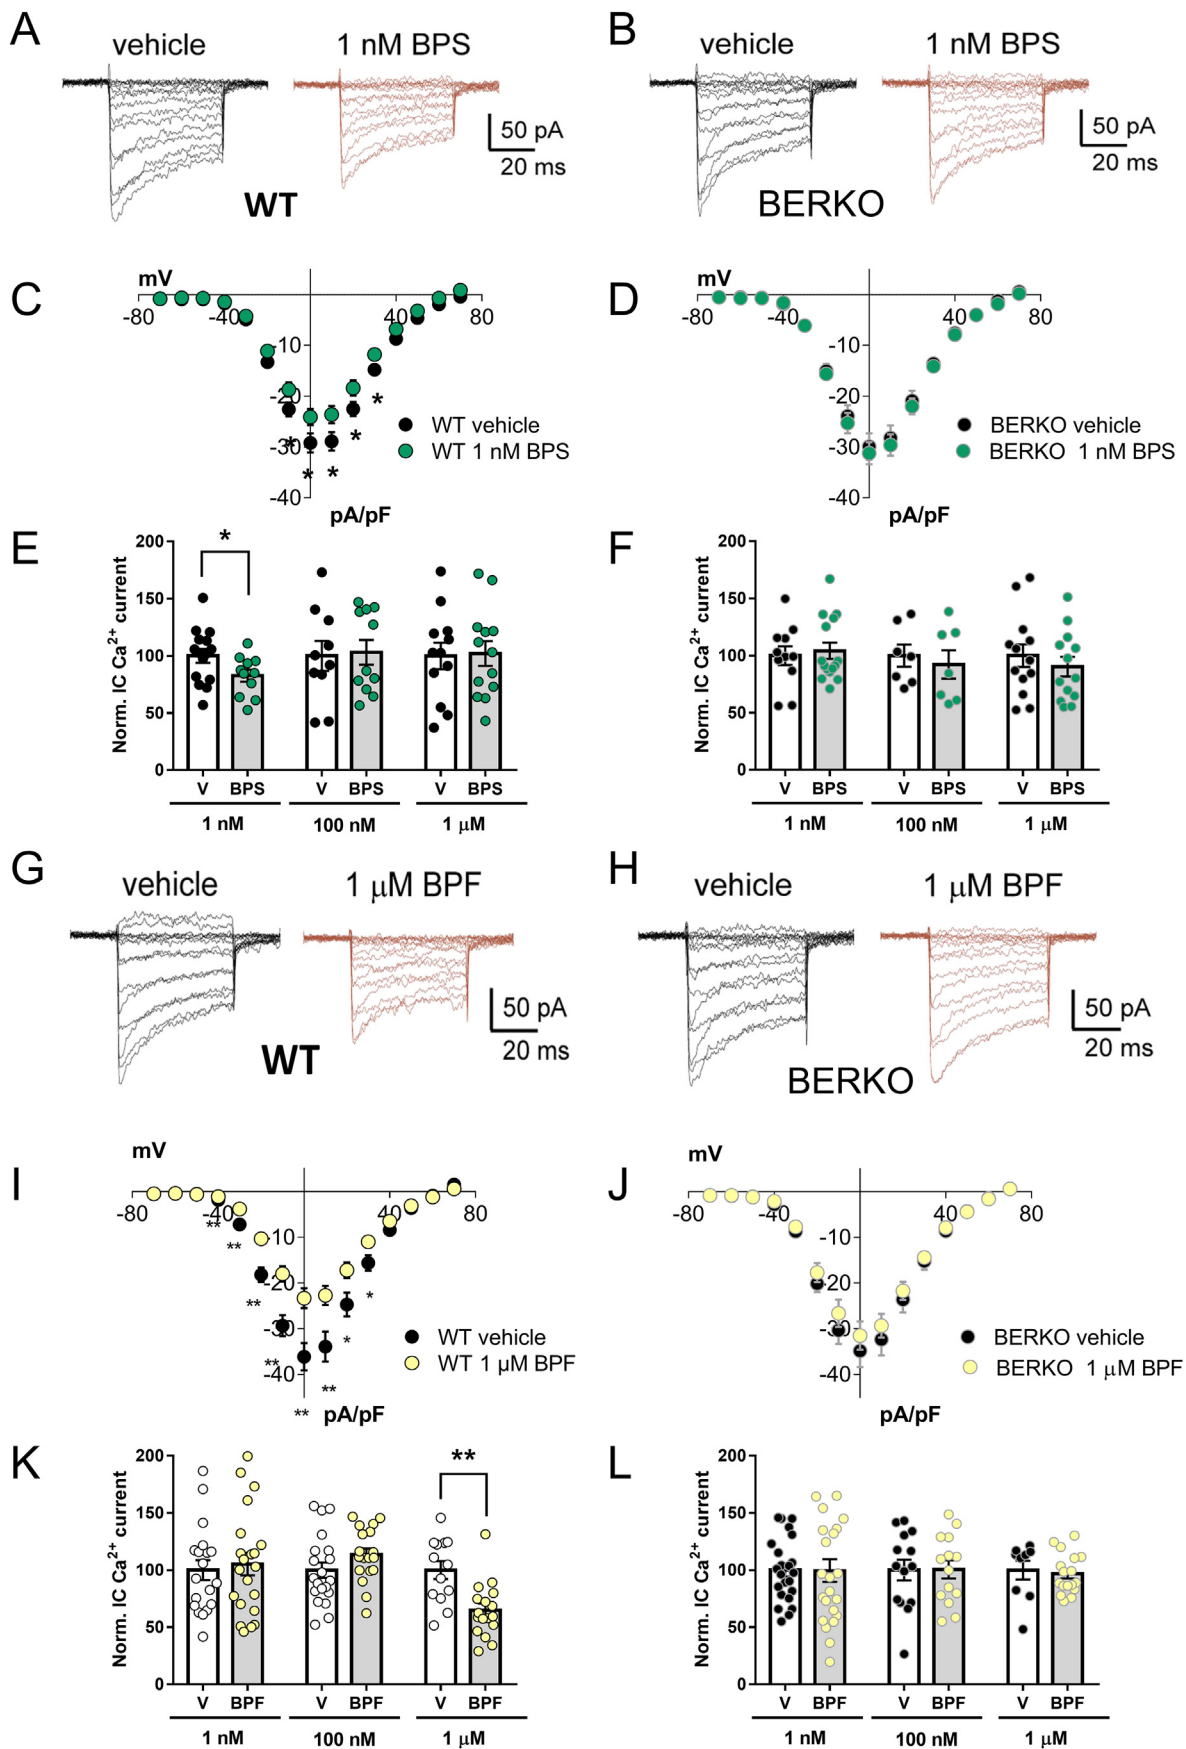 A
vehicle
1 nM BPS
50 pA
20 ms
WT
B
vehicle
1 nM BPS
50 pA
20 ms
BERKO
C
mV
-80
-40
40
80
-10
-20
-30
-40
pA/pF
* * * * *
WT vehicle
WT 1 nM BPS
D
mV
-80
-40
40
80
-10
-20
-30
-40
pA/pF
BERKO vehicle
BERKO 1 nM BPS
E
Norm. IC Ca²⁺ current
200
150
100
50
0
*
V BPS V BPS V BPS
1 nM 100 nM 1 μM
F
Norm. IC Ca²⁺ current
200
150
100
50
0
V BPS V BPS V BPS
1 nM 100 nM 1 μM
G
vehicle
1 μM BPF
50 pA
20 ms
WT
H
vehicle
1 μM BPF
50 pA
20 ms
BERKO
I
mV
-80
-40
40
80
-10
-20
-30
-40
pA/pF
** ** ** ** ** ** * *
WT vehicle
WT 1 μM BPF
J
mV
-80
-40
40
80
-10
-20
-30
-40
pA/pF
BERKO vehicle
BERKO 1 μM BPF
K
Norm. IC Ca²⁺ current
200
150
100
50
0
**
V BPF V BPF V BPF
1 nM 100 nM 1 μM
L
Norm. IC Ca²⁺ current
200
150
100
50
0
V BPF V BPF V BPF
1 nM 100 nM 1 μM